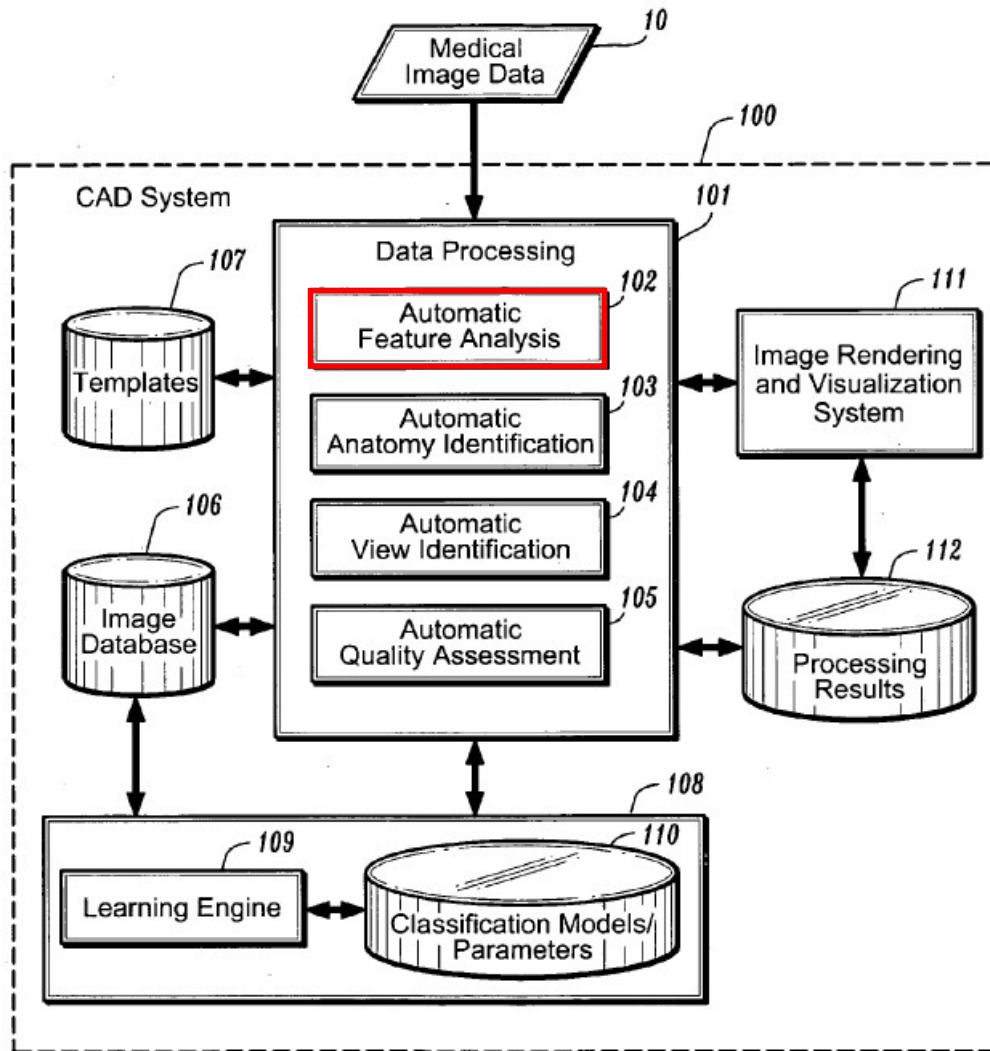 10
Medical
Image Data
100
CAD System
101
Data Processing
107
Templates
102
Automatic
Feature Analysis
103
Automatic
Anatomy Identification
104
Automatic
View Identification
105
Automatic
Quality Assessment
111
Image Rendering
and Visualization
System
106
Image
Database
112
Processing
Results
108
109
Learning Engine
110
Classification Models/
Parameters